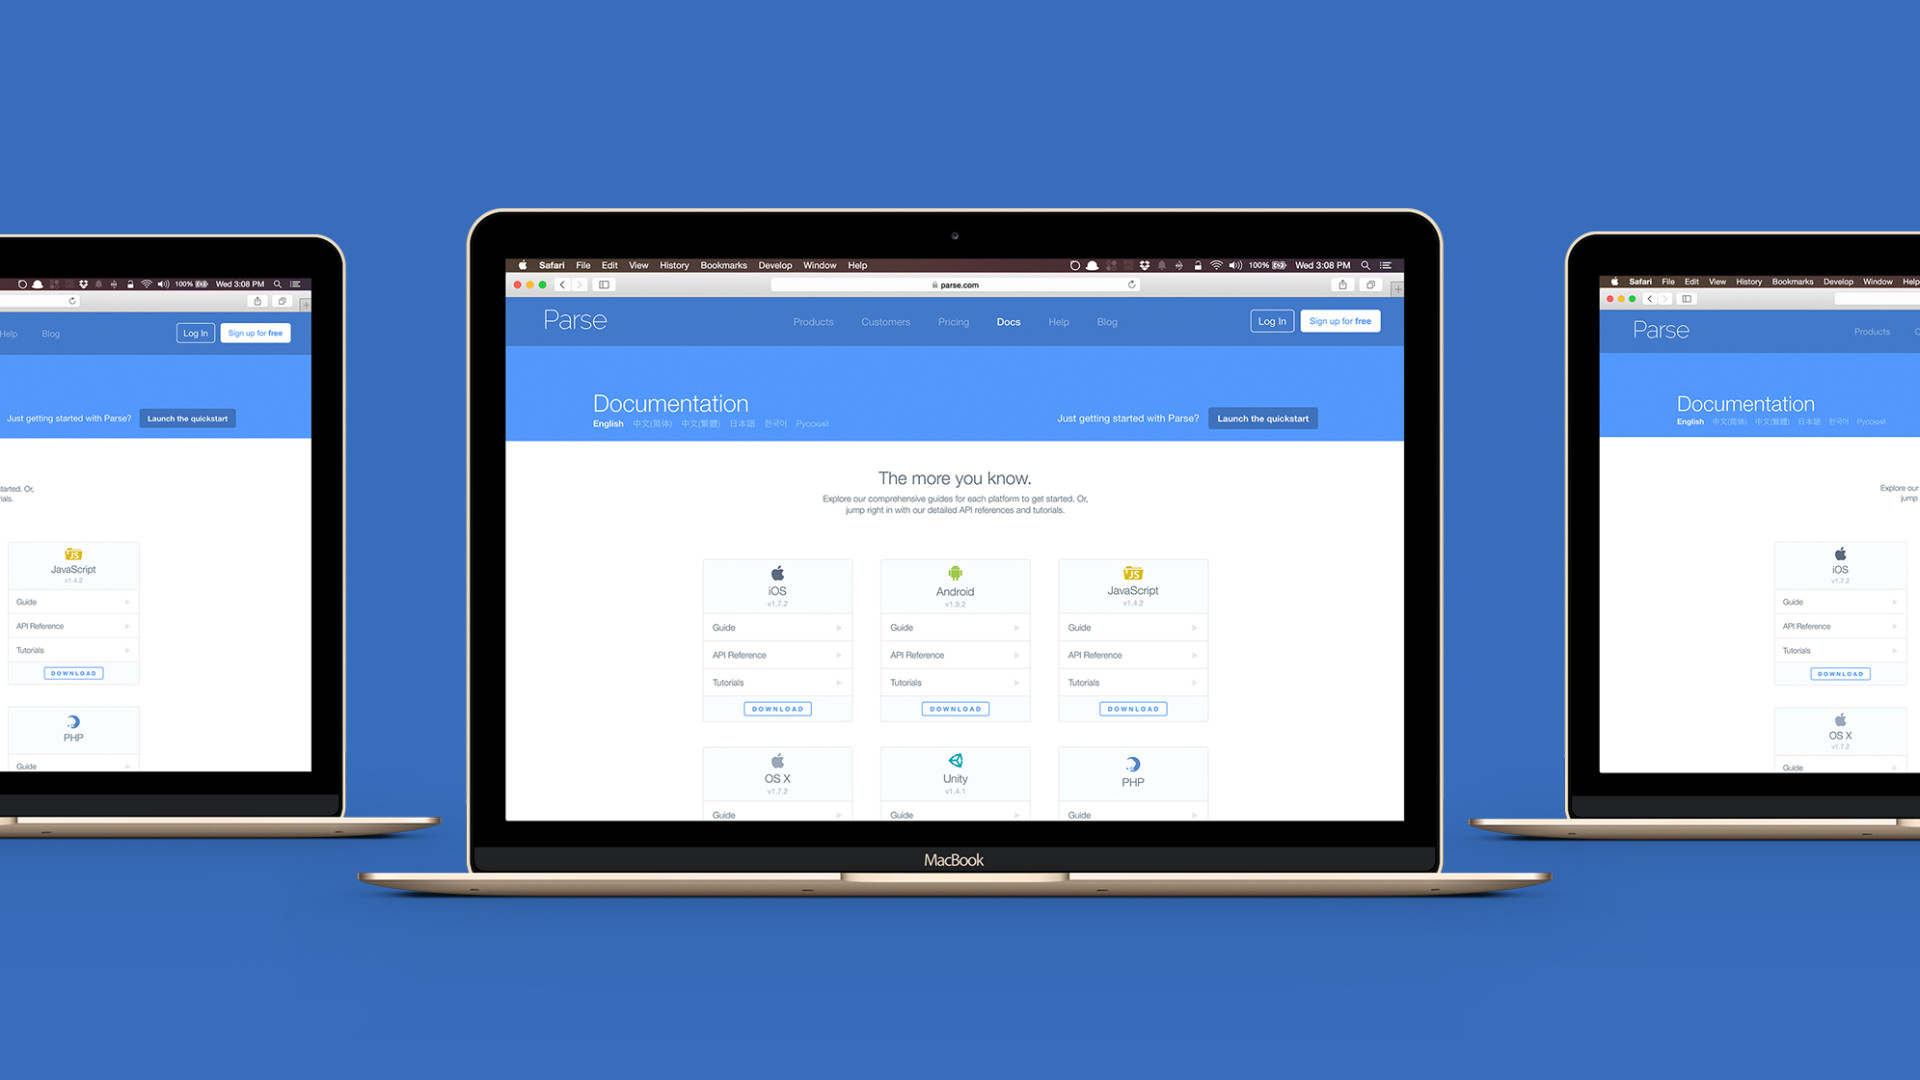 100% Wed 3:08 PM
Help Blog Log In Sign up for free
Just getting started with Parse? Launch the quickstart
started. Or,
ials.
JavaScript
v1.4.2
Guide
API Reference
Tutorials
DOWNLOAD
PHP
Guide
Safari File Edit View History Bookmarks Develop Window Help 100% Wed 3:08 PM
parse.com
Parse Products Customers Pricing Docs Help Blog Log In Sign up for free
Documentation
English 中文(简体) 中文(繁體) 日本語 한국어 Русский
Just getting started with Parse? Launch the quickstart
The more you know.
Explore our comprehensive guides for each platform to get started. Or,
jump right in with our detailed API references and tutorials.
iOS
v1.7.2
Guide
API Reference
Tutorials
DOWNLOAD
Android
v1.9.2
Guide
API Reference
Tutorials
DOWNLOAD
JS
JavaScript
v1.4.2
Guide
API Reference
Tutorials
DOWNLOAD
OS X
v1.7.2
Guide
Unity
v1.4.1
Guide
PHP
Guide
MacBook
Safari File Edit View History Bookmarks Develop Window Help
Parse Products C
Documentation
English 中文(简体) 中文(繁體) 日本語 한국어 Русский
Explore our
jump
iOS
v1.7.2
Guide
API Reference
Tutorials
DOWNLOAD
OS X
v1.7.2
Guide